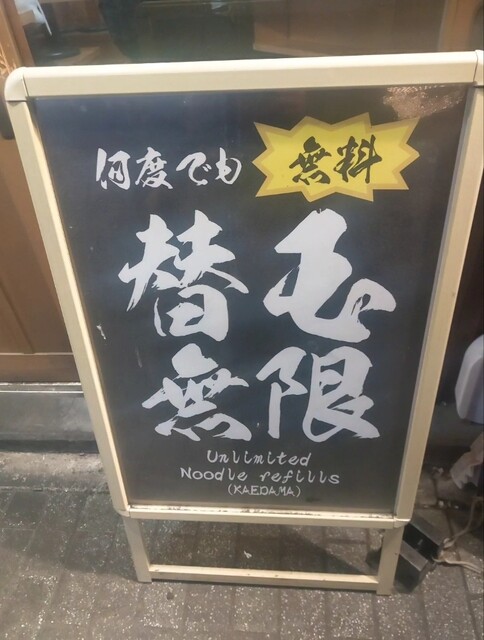 何度でも 無料
替玉
無限
Unlimited
Noodle refills
(KAEDAMA)